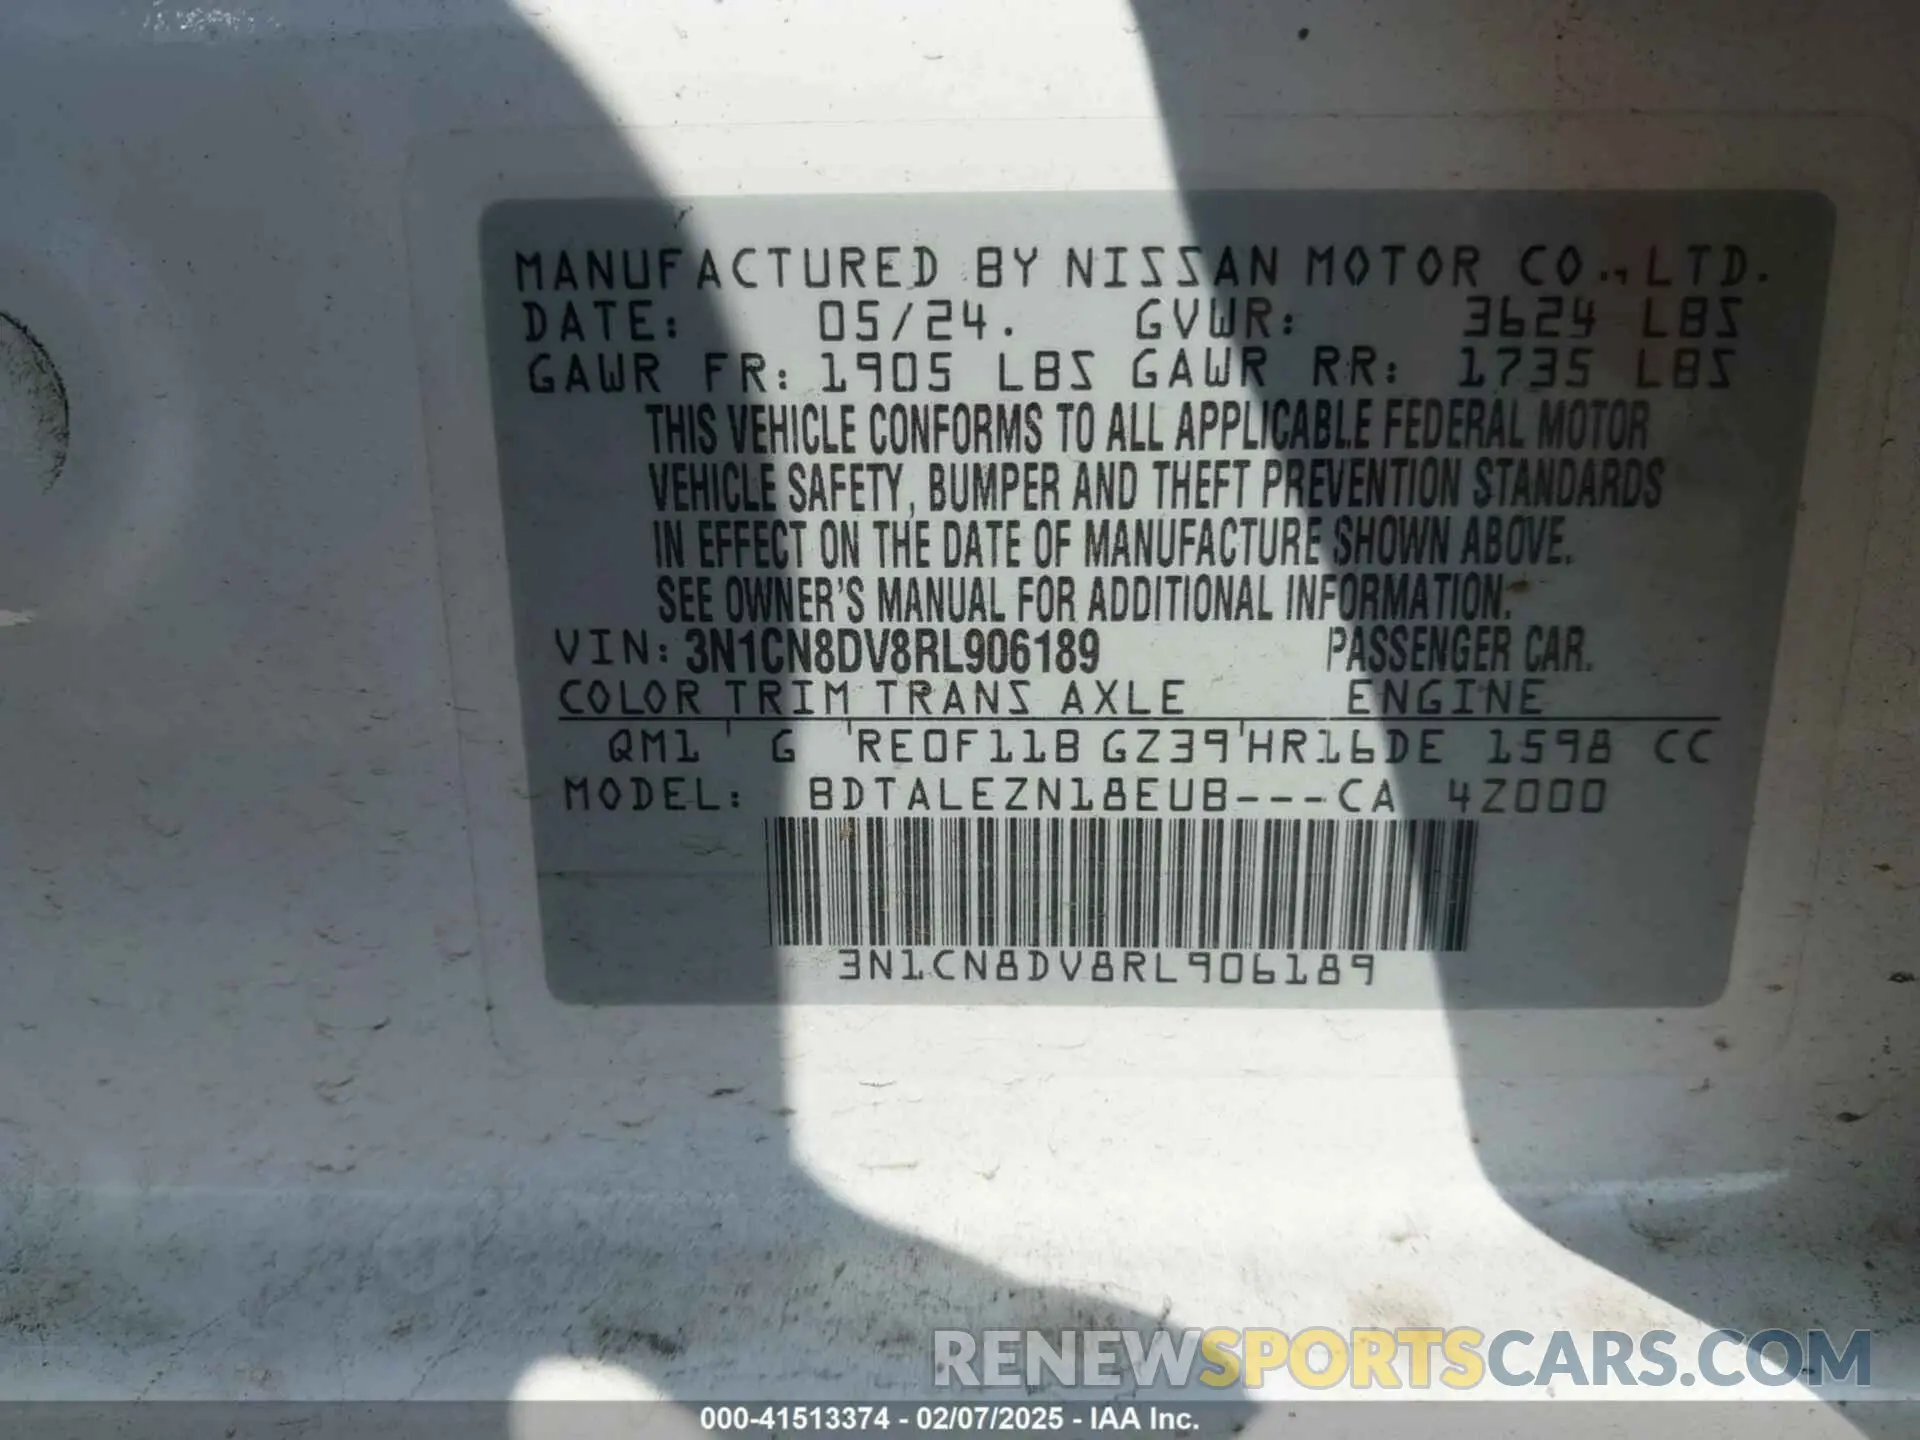 MANUFACTURED BY NISSAN MOTOR CO., LTD.
DATE: 05/24. GVWR: 3624 LBS
GAWR FR: 1905 LBS GAWR RR: 1735 LBS
THIS VEHICLE CONFORMS TO ALL APPLICABLE FEDERAL MOTOR
VEHICLE SAFETY, BUMPER AND THEFT PREVENTION STANDARDS
IN EFFECT ON THE DATE OF MANUFACTURE SHOWN ABOVE.
SEE OWNER'S MANUAL FOR ADDITIONAL INFORMATION.
VIN: 3N1CN8DV8RL906189 PASSENGER CAR.
COLOR TRIM TRANS AXLE ENGINE
QM1 G RE0F11B GZ39 HR16DE 1598 CC
MODEL: BDTALEZN18EUB---CA 4Z000
3N1CN8DV8RL906189
RENEWSPORTSCARS.COM
000-41513374 - 02/07/2025 - IAA Inc.